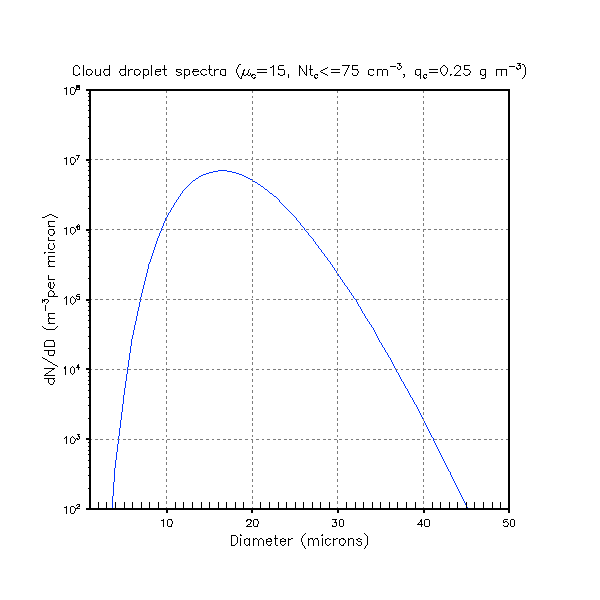 Cloud droplet spectra (μc=15, Ntc<=75 cm⁻³, qc=0.25 g m⁻³)
10⁸
10⁷
10⁶
10⁵
10⁴
10³
10²
dN/dD (m⁻³per micron)
10 20 30 40 50
Diameter (microns)